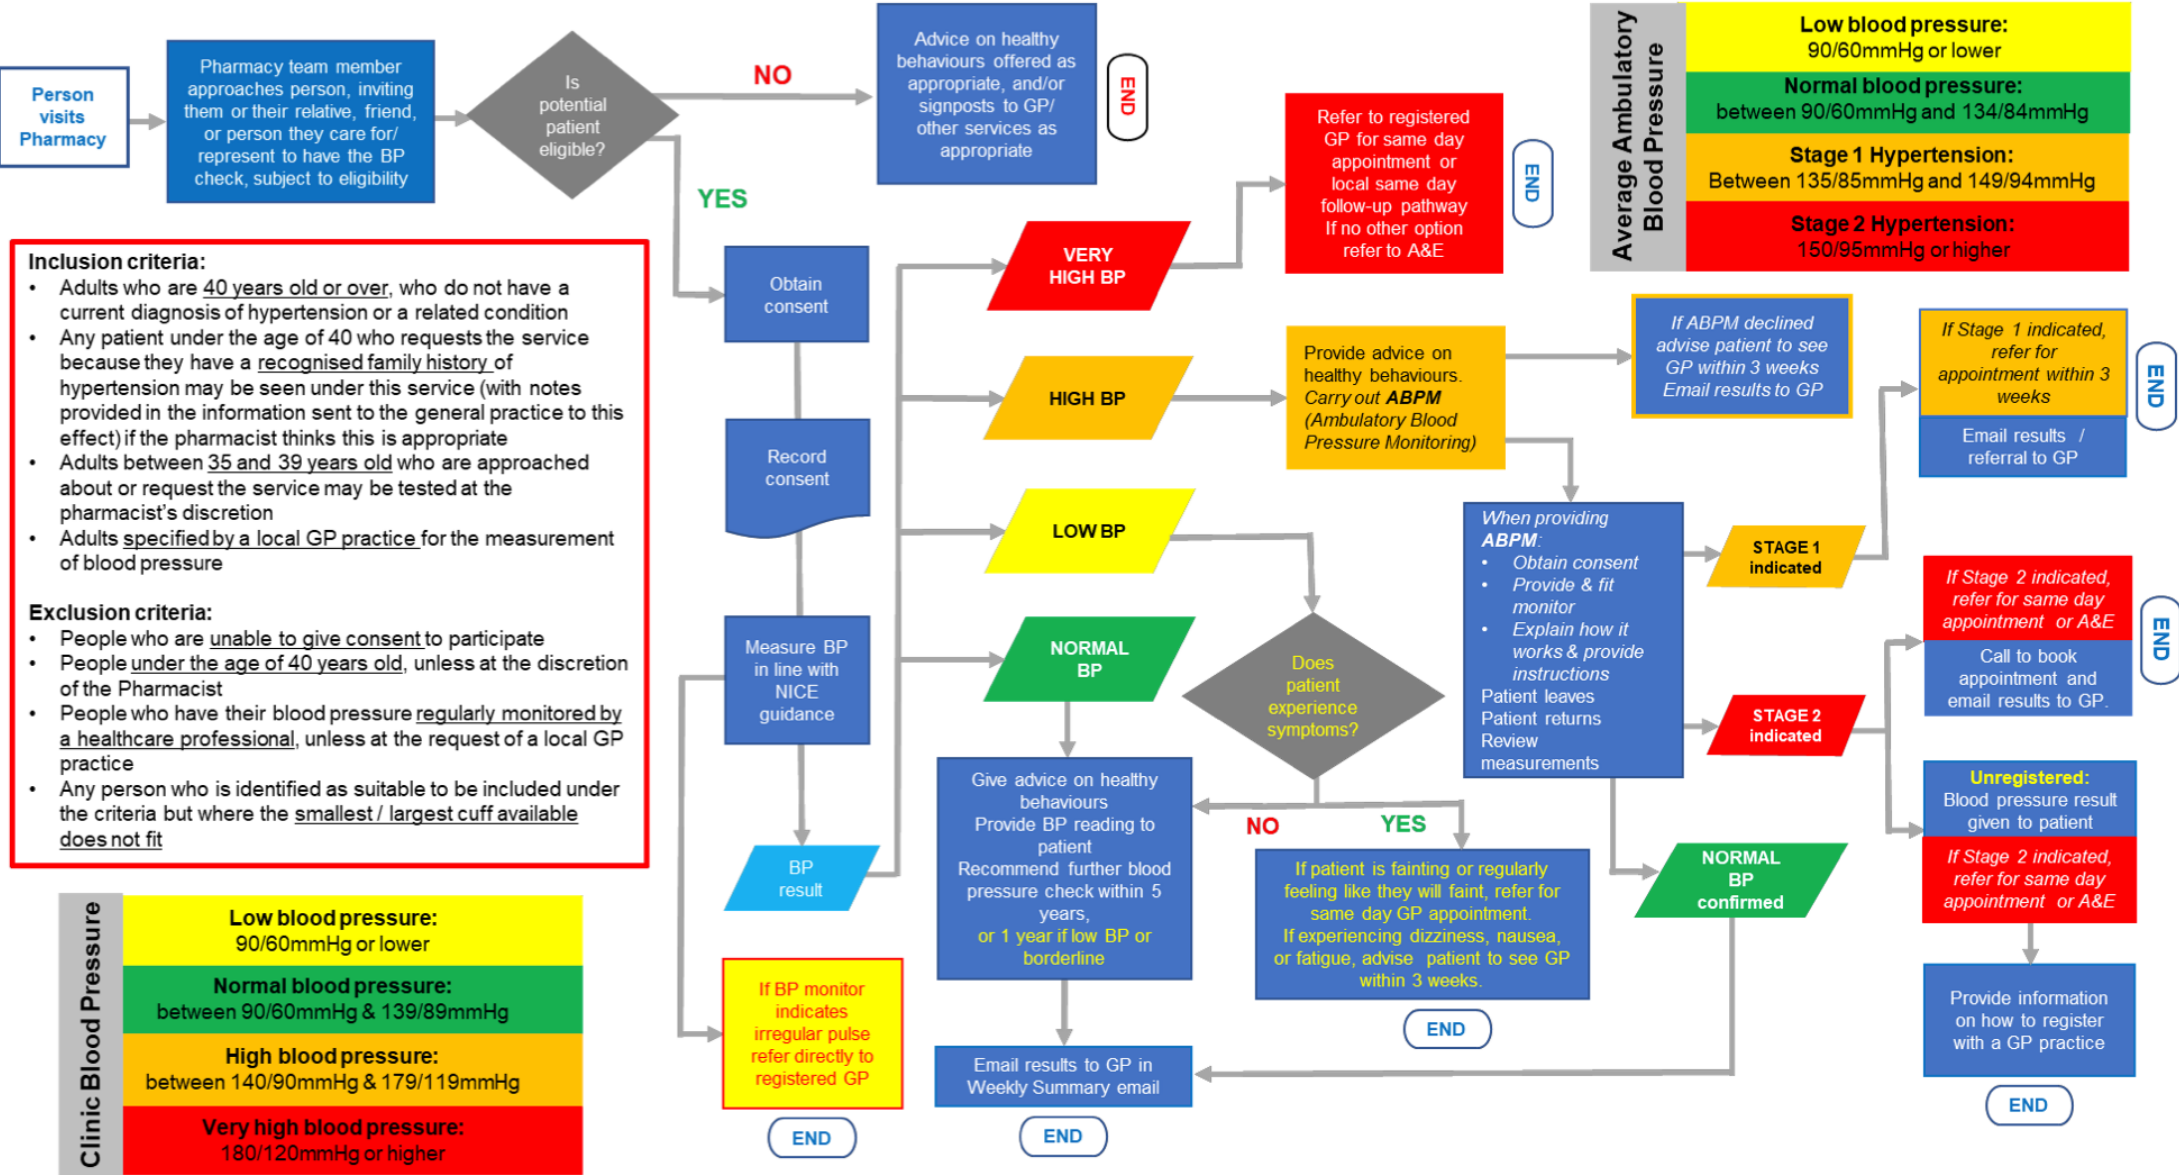 Person
visits
Pharmacy
Pharmacy team member
approaches person, inviting
them or their relative, friend,
or person they care for/
represent to have the BP
check, subject to eligibility
Is
potential
patient
eligible?
NO
Advice on healthy
behaviours offered as
appropriate, and/or
signposts to GP/
other services as
appropriate
END
YES
Obtain
consent
Record
consent
Measure BP
in line with
NICE
guidance
BP
result
If BP monitor
indicates
irregular pulse
refer directly to
registered GP
END
Inclusion criteria:
• Adults who are 40 years old or over, who do not have a
current diagnosis of hypertension or a related condition
• Any patient under the age of 40 who requests the service
because they have a recognised family history of
hypertension may be seen under this service (with notes
provided in the information sent to the general practice to this
effect) if the pharmacist thinks this is appropriate
• Adults between 35 and 39 years old who are approached
about or request the service may be tested at the
pharmacist's discretion
• Adults specified by a local GP practice for the measurement
of blood pressure
Exclusion criteria:
• People who are unable to give consent to participate
• People under the age of 40 years old, unless at the discretion
of the Pharmacist
• People who have their blood pressure regularly monitored by
a healthcare professional, unless at the request of a local GP
practice
• Any person who is identified as suitable to be included under
the criteria but where the smallest / largest cuff available
does not fit
Clinic Blood Pressure
Low blood pressure:
90/60mmHg or lower
Normal blood pressure:
between 90/60mmHg & 139/89mmHg
High blood pressure:
between 140/90mmHg & 179/119mmHg
Very high blood pressure:
180/120mmHg or higher
VERY
HIGH BP
Refer to registered
GP for same day
appointment or
local same day
follow-up pathway
If no other option
refer to A&E
END
HIGH BP
Provide advice on
healthy behaviours.
Carry out ABPM
(Ambulatory Blood
Pressure Monitoring)
If ABPM declined
advise patient to see
GP within 3 weeks
Email results to GP
LOW BP
NORMAL
BP
Does
patient
experience
symptoms?
NO
YES
Give advice on healthy
behaviours
Provide BP reading to
patient
Recommend further blood
pressure check within 5
years,
or 1 year if low BP or
borderline
If patient is fainting or regularly
feeling like they will faint, refer for
same day GP appointment.
If experiencing dizziness, nausea,
or fatigue, advise patient to see GP
within 3 weeks.
END
Email results to GP in
Weekly Summary email
END
When providing
ABPM:
• Obtain consent
• Provide & fit
monitor
• Explain how it
works & provide
instructions
Patient leaves
Patient returns
Review
measurements
STAGE 1
indicated
If Stage 1 indicated,
refer for
appointment within 3
weeks
Email results /
referral to GP
END
STAGE 2
indicated
If Stage 2 indicated,
refer for same day
appointment or A&E
Call to book
appointment and
email results to GP.
END
Unregistered:
Blood pressure result
given to patient
If Stage 2 indicated,
refer for same day
appointment or A&E
Provide information
on how to register
with a GP practice
END
NORMAL
BP
confirmed
Average Ambulatory
Blood Pressure
Low blood pressure:
90/60mmHg or lower
Normal blood pressure:
between 90/60mmHg and 134/84mmHg
Stage 1 Hypertension:
Between 135/85mmHg and 149/94mmHg
Stage 2 Hypertension:
150/95mmHg or higher